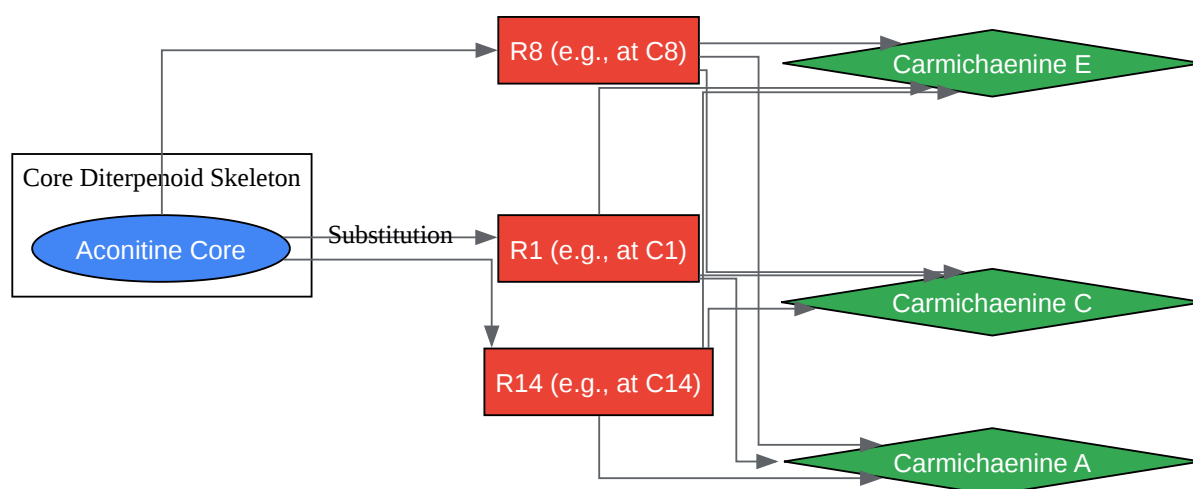 R8 (e.g., at C8)
Carmichaenine E
Core Diterpenoid Skeleton
Aconitine Core
Substitution
R1 (e.g., at C1)
Carmichaenine C
R14 (e.g., at C14)
Carmichaenine A